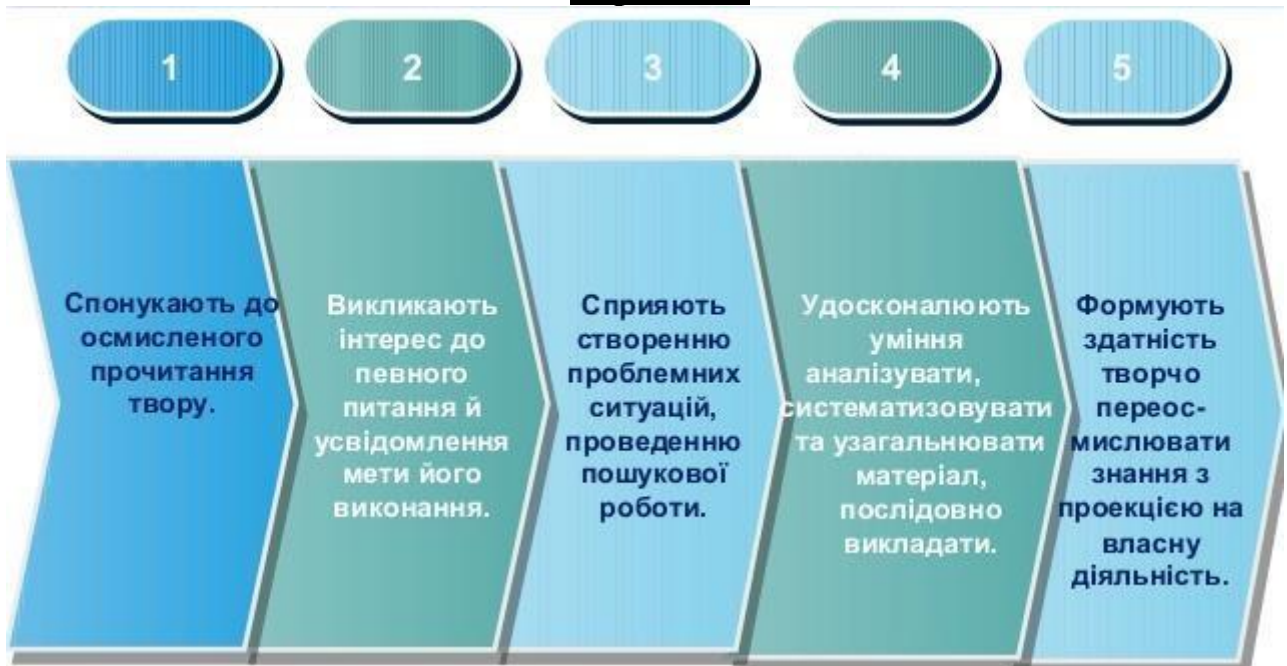 1
2
3
4
5
Спонукають до
осмисленого
прочитання
твору.
Викликають
інтерес до
певного
питання й
усвідомлення
мети його
виконання.
Сприяють
створенню
проблемних
ситуацій,
проведенню
пошукової
роботи.
Удосконалюють
уміння
аналізувати,
систематизовувати
та узагальнювати
матеріал,
послідовно
викладати.
Формують
здатність
творчо
переос-
мислювати
знання з
проекцією на
власну
діяльність.